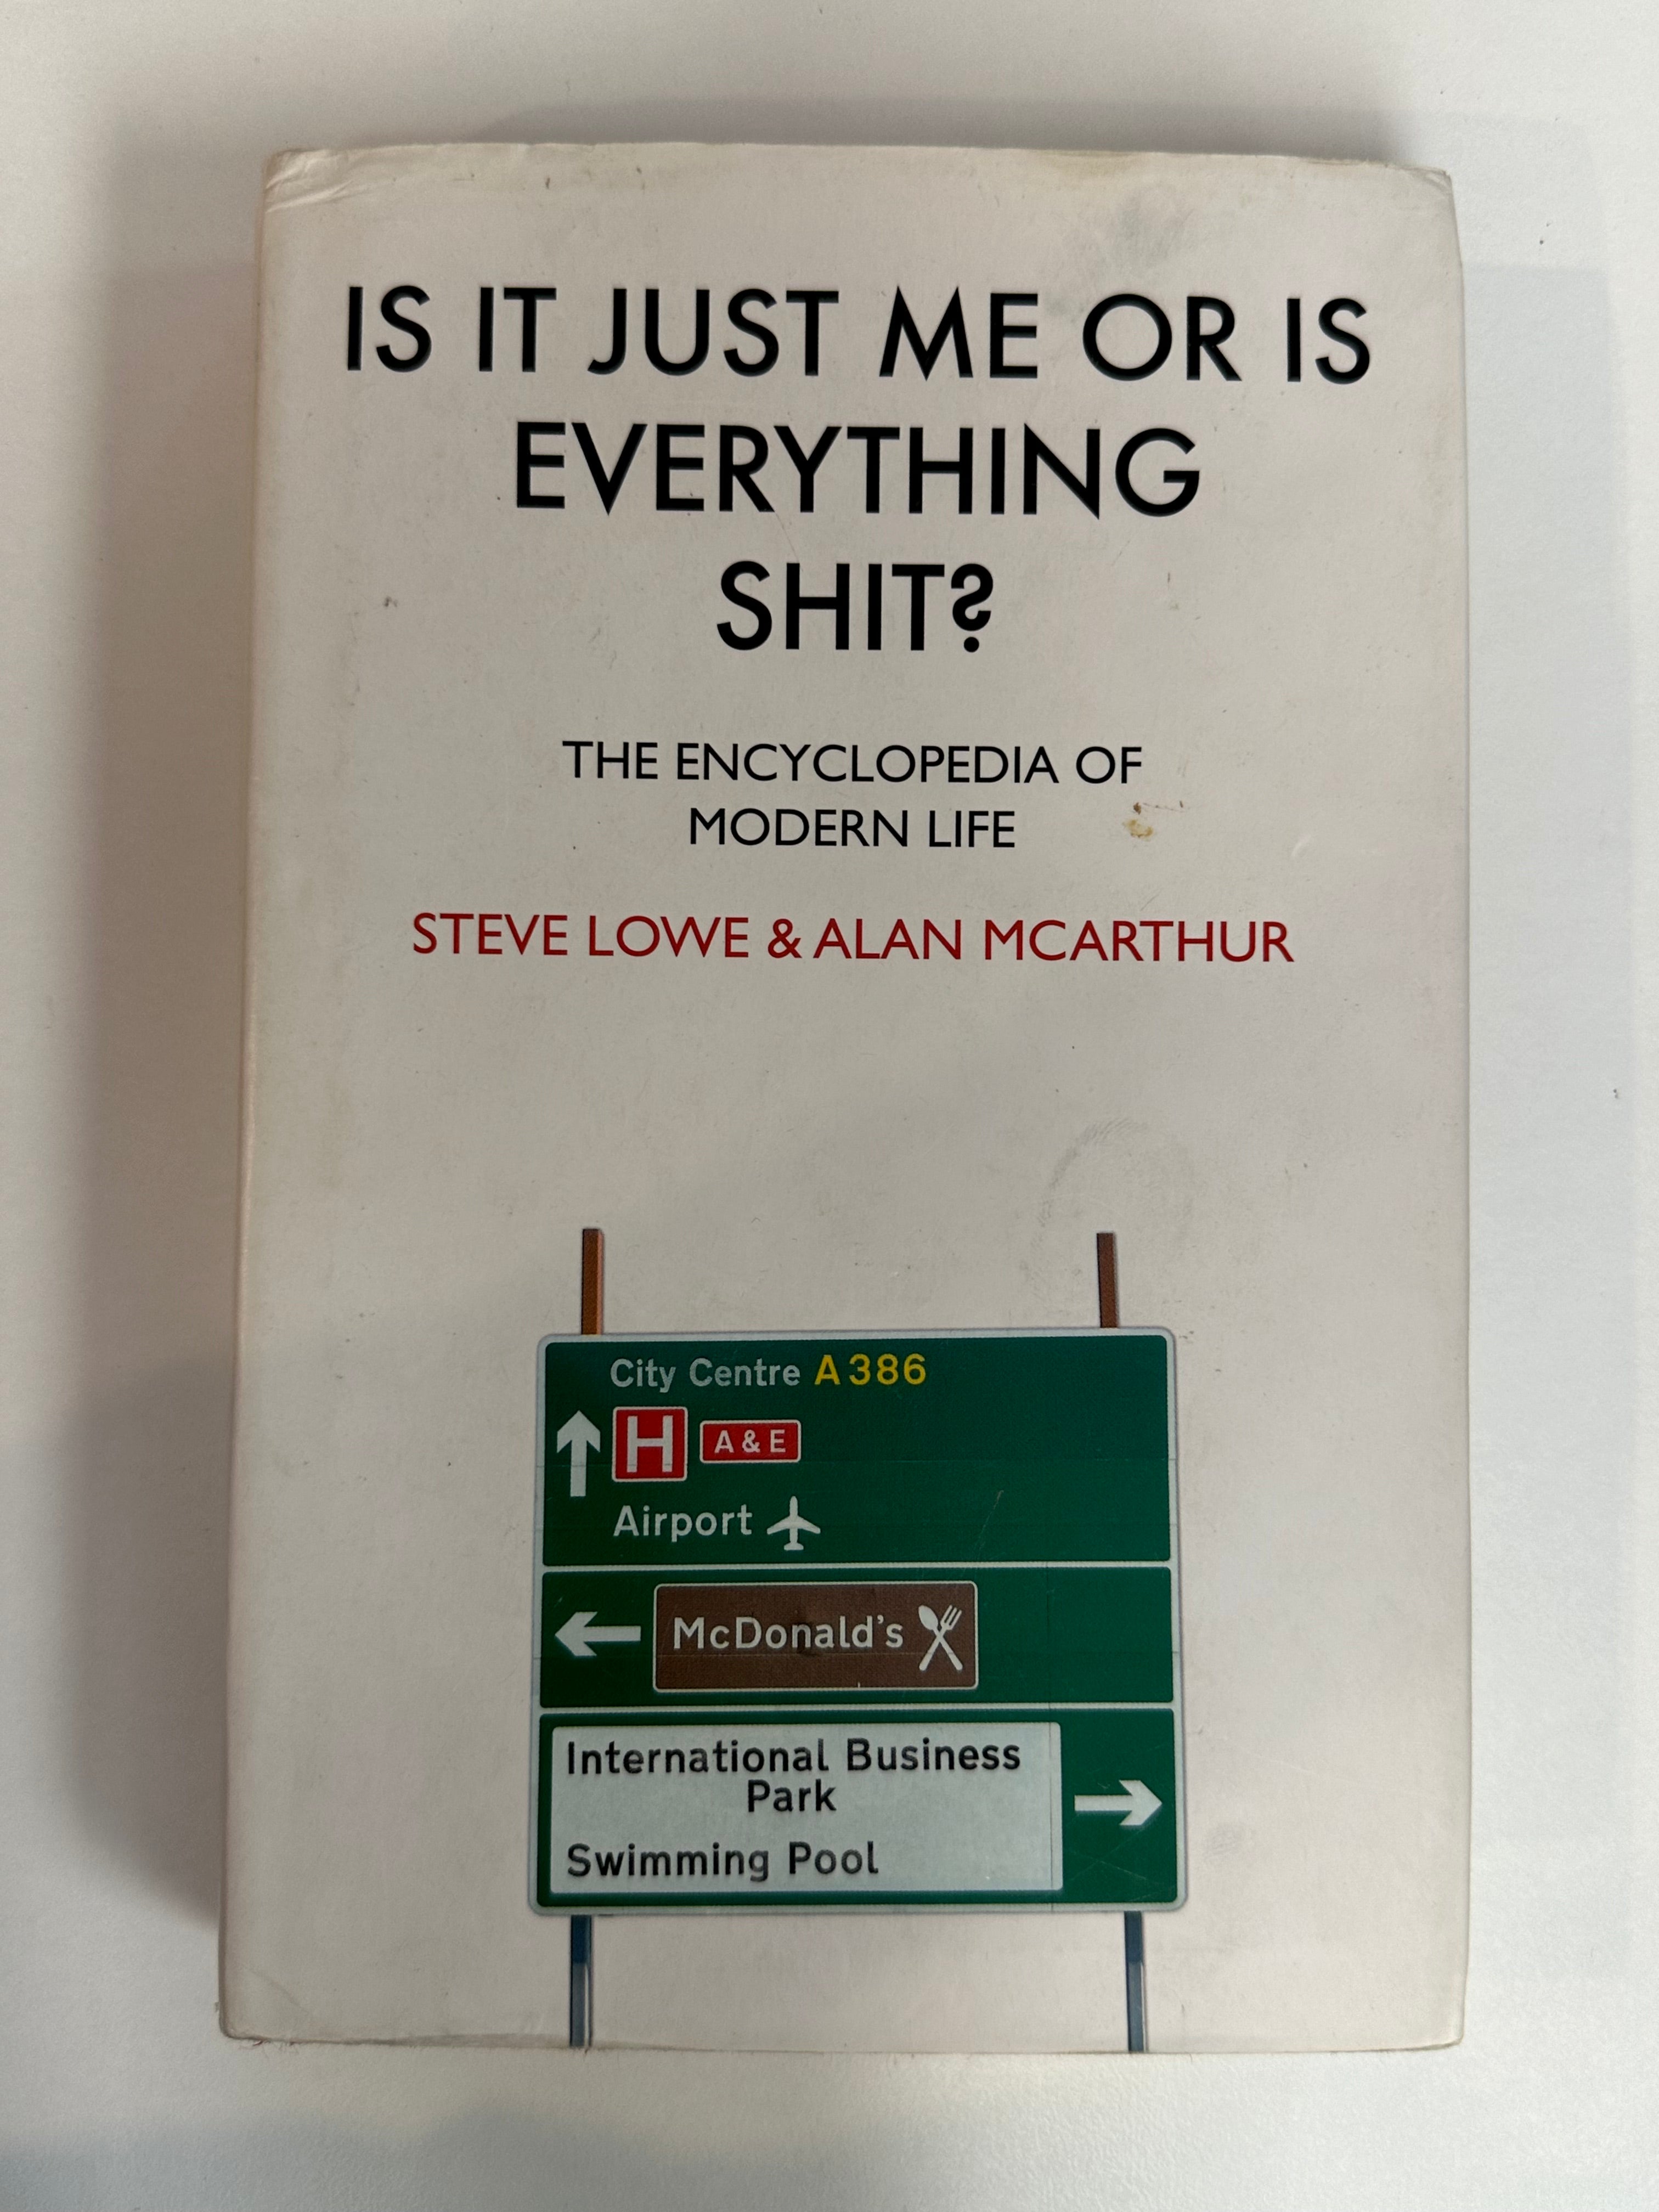 IS IT JUST ME OR IS
EVERYTHING
SHIT?
THE ENCYCLOPEDIA OF
MODERN LIFE
STEVE LOWE & ALAN MCARTHUR
City Centre A386
H A & E
Airport
McDonald's
International Business
Park
Swimming Pool